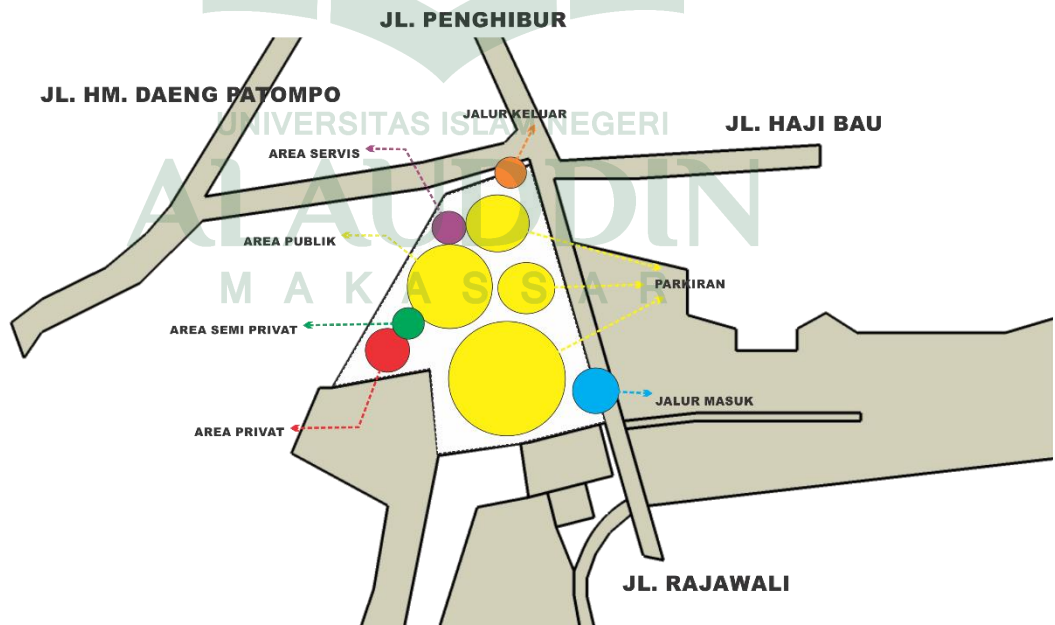 JL. PENGHIBUR
JL. HM. DAENG PATOMPO
JALUR KELUAR
UNIVERSITAS ISLAM NEGERI
JL. HAJI BAU
AREA SERVIS
ALAUDDIN
AREA PUBLIK
MAKASSAR
PARKIRAN
AREA SEMI PRIVAT
JALUR MASUK
AREA PRIVAT
JL. RAJAWALI